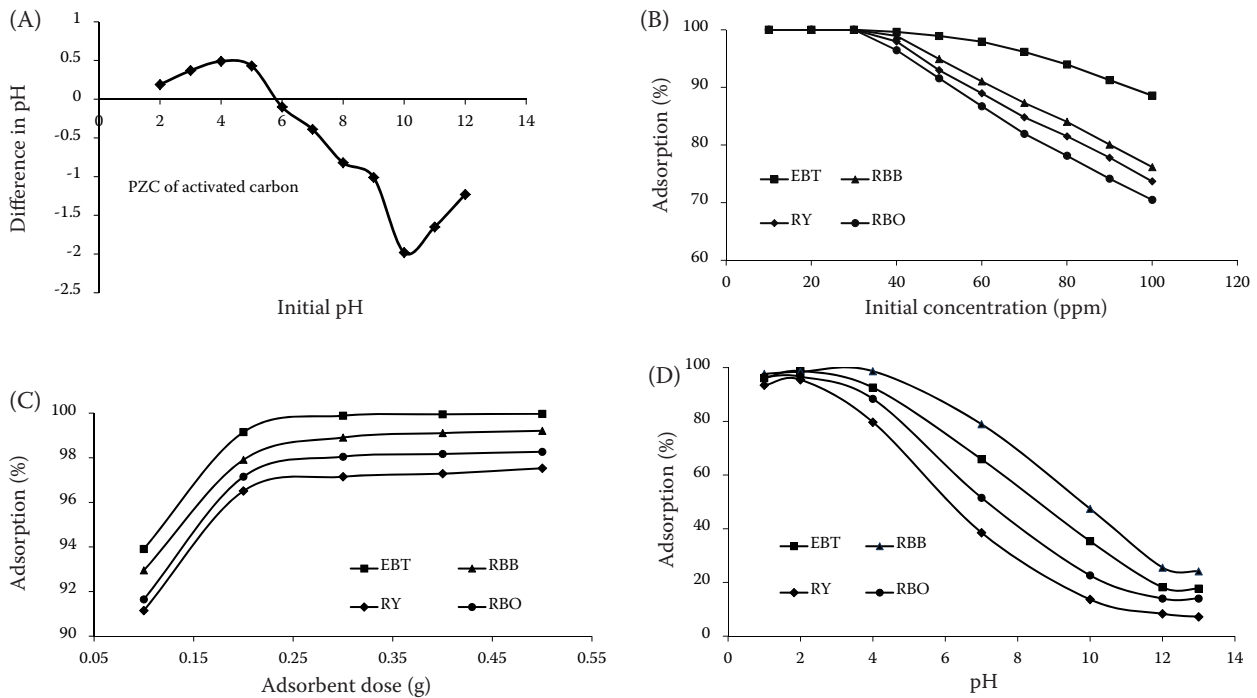 (A)
1
0.5
0
-0.5
-1
-1.5
-2
-2.5
0 2 4 6 8 10 12 14
Difference in pH
PZC of activated carbon
Initial pH
(B)
100
90
80
70
60
0 20 40 60 80 100 120
Adsorption (%)
EBT RBB
RY RBO
Initial concentration (ppm)
(C)
100
98
96
94
92
91
90
0.05 0.15 0.25 0.35 0.45 0.55
Adsorption (%)
EBT RBB
RY RBO
Adsorbent dose (g)
(D)
100
80
60
40
20
0
0 2 4 6 8 10 12 14
Adsorption (%)
EBT RBB
RY RBO
pH